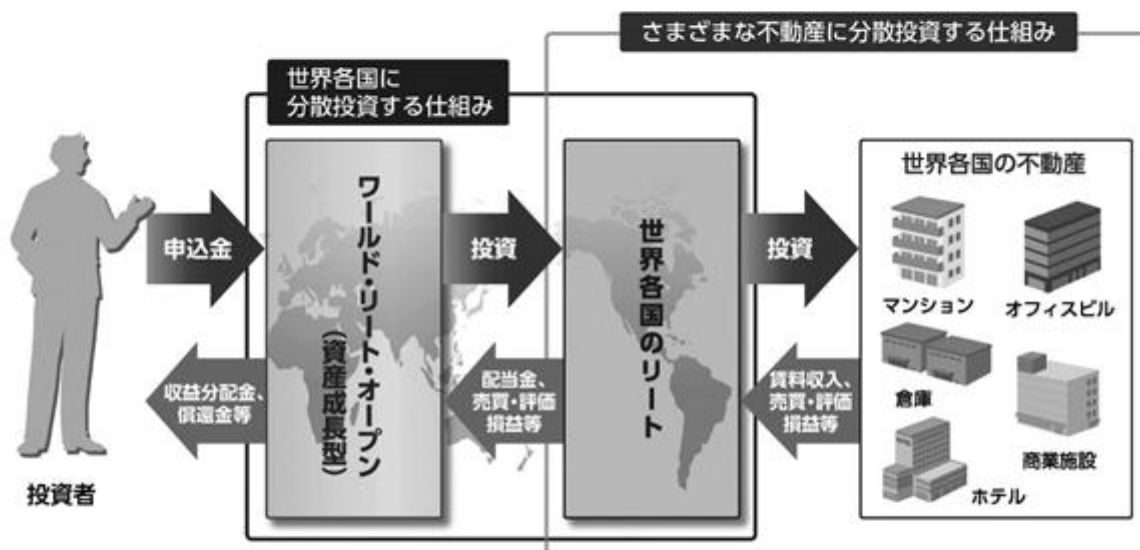 さまざまな不動産に分散投資する仕組み
世界各国に
分散投資する仕組み
投資者
申込金
収益分配金、
償還金等
ワールド・リート・オープン
(資産成長型)
投資
配当金、
売買・評価
損益等
世界各国のリート
投資
賃料収入、
売買・評価
損益等
世界各国の不動産
マンション
オフィスビル
倉庫
商業施設
ホテル